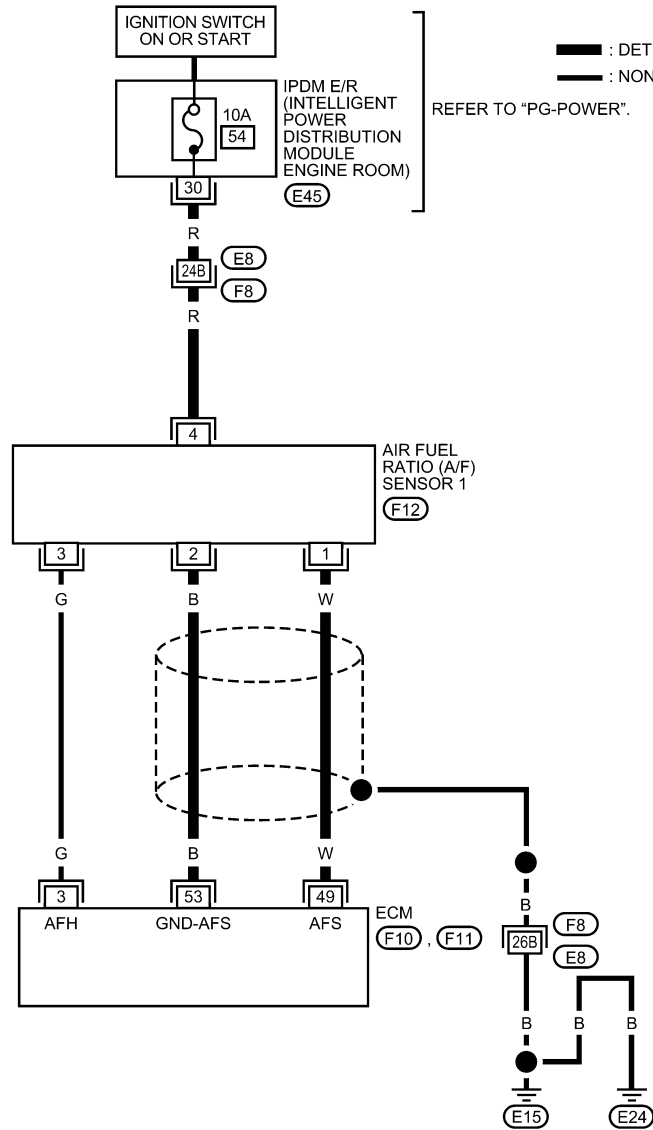 IGNITION SWITCH
ON OR START
: DET
: NON
IPDM E/R
(INTELLIGENT
POWER
DISTRIBUTION
MODULE
ENGINE ROOM)
REFER TO “PG-POWER”.
10A
54
30
E45
R
24B
E8
F8
R
4
AIR FUEL
RATIO (A/F)
SENSOR 1
F12
3
2
1
G
B
W
G
B
W
3
53
49
AFH
GND-AFS
AFS
ECM
F10 , F11
B
26B
F8
E8
B
B
B
E15
E24